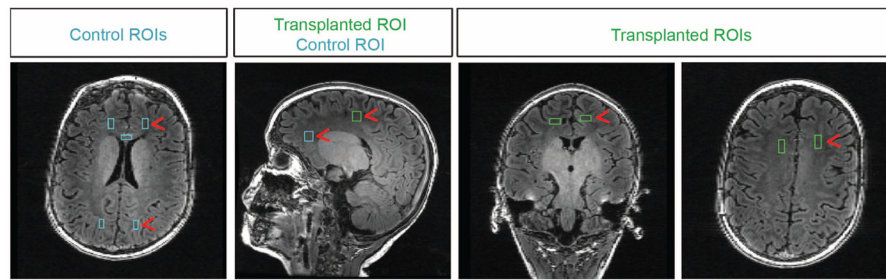 Control ROIs
Transplanted ROI
Control ROI
Transplanted ROIs